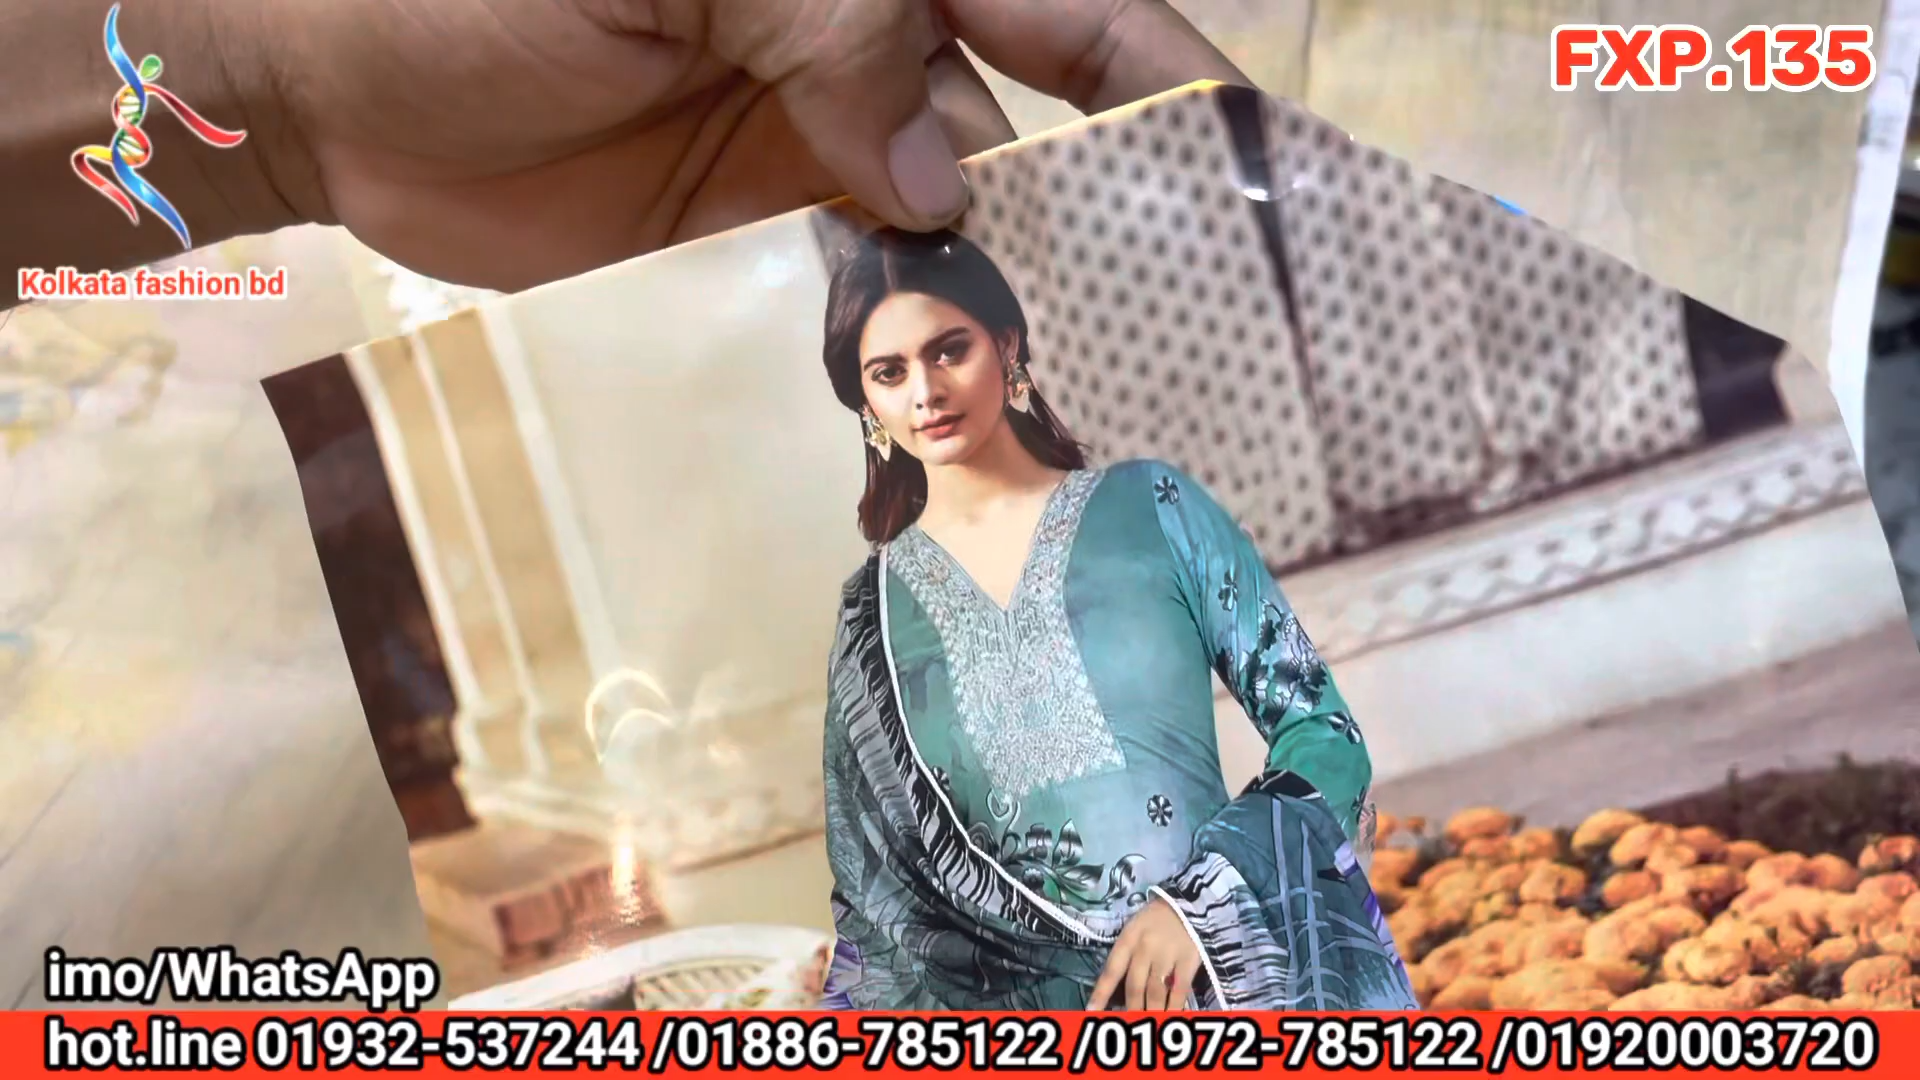 FXP.135
Kolkata fashion bd
imo/WhatsApp
hot.line 01932-537244 /01886-785122 /01972-785122 /01920003720